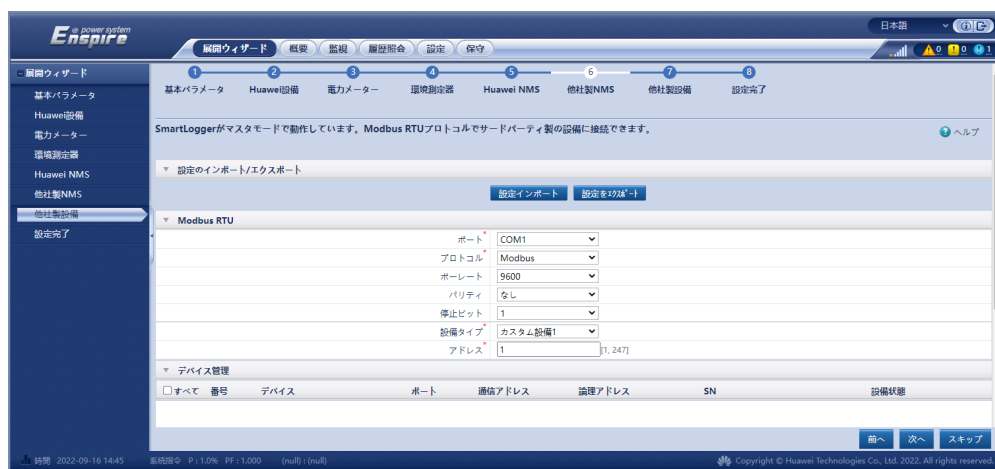 Enspire e power system
日本語
展開ウィザード 概要 監視 履歴照会 設定 保守
0 0 1
展開ウィザード
基本パラメータ
Huawei設備
電力メーター
環境測定器
Huawei NMS
他社製NMS
他社製設備
設定完了
1 2 3 4 5 6 7 8
基本パラメータ Huawei設備 電力メーター 環境測定器 Huawei NMS 他社製NMS 他社製設備 設定完了
SmartLoggerがマスタモードで動作しています。Modbus RTUプロトコルでサードパーティ製の設備に接続できます。
? ヘルプ
設定のインポート/エクスポート
設定インポート 設定をエクスポート
Modbus RTU
ポート* COM1
プロトコル* Modbus
ボーレート 9600
パリティ なし
停止ビット 1
設備タイプ* カスタム設備1
アドレス* 1 [1, 247]
デバイス管理
すべて 番号 デバイス ポート 通信アドレス 論理アドレス SN 設備状態
前へ 次へ スキップ
時間 2022-09-16 14:45 系統指令 P : 1.0% PF : 1.000 (null) : (null) Copyright © Huawei Technologies Co., Ltd. 2022. All rights reserved.